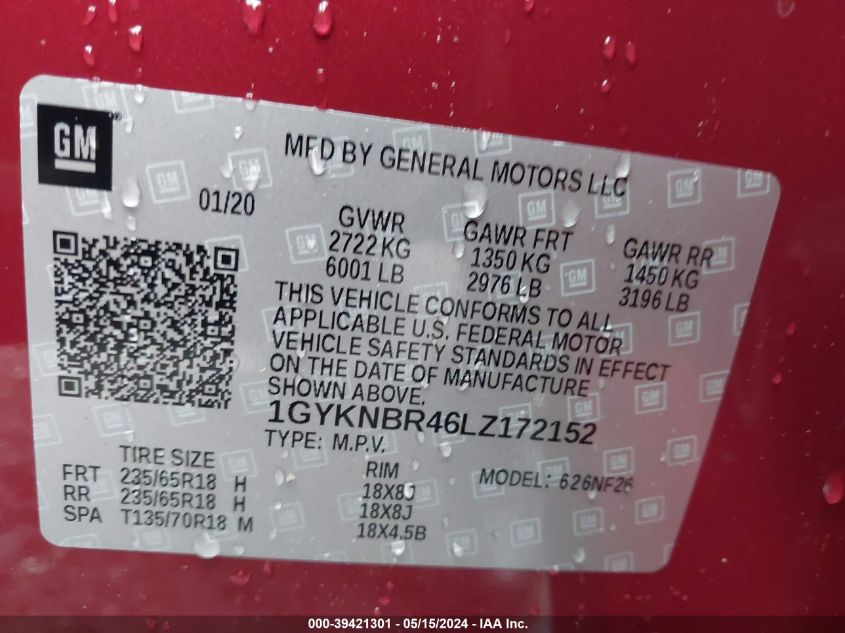 GM
MFD BY GENERAL MOTORS LLC
01/20
GVWR GAWR FRT GAWR RR
2722 KG 1350 KG 1450 KG
6001 LB 2976 LB 3196 LB
THIS VEHICLE CONFORMS TO ALL
APPLICABLE U.S. FEDERAL MOTOR
VEHICLE SAFETY STANDARDS IN EFFECT
ON THE DATE OF MANUFACTURE
SHOWN ABOVE.
1GYKNBR46LZ172152
TYPE: M.P.V.
TIRE SIZE RIM MODEL: 626NF26
FRT 235/65R18 H 18X8J
RR 235/65R18 H 18X8J
SPA T135/70R18 M 18X4.5B
000-39421301 - 05/15/2024 - IAA Inc.